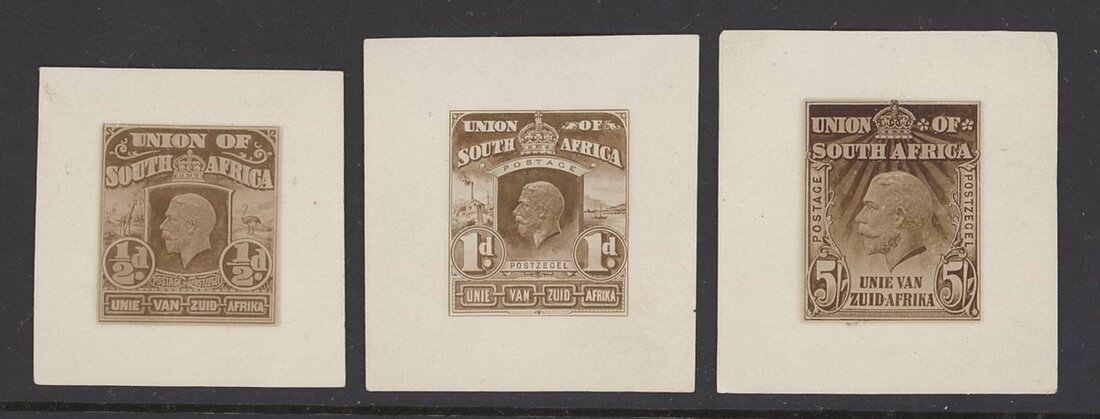 UNION OF
SOUTH AFRICA
½d ½d.
POSTAGE POSTZEGEL
UNIE VAN ZUID AFRIKA
UNION OF
SOUTH AFRICA
POSTAGE
1d. 1d.
POSTZEGEL
UNIE VAN ZUID AFRIKA
UNION OF
SOUTH AFRICA
POSTAGE
POSTZEGEL
5/- 5/-
UNIE VAN
ZUID-AFRIKA